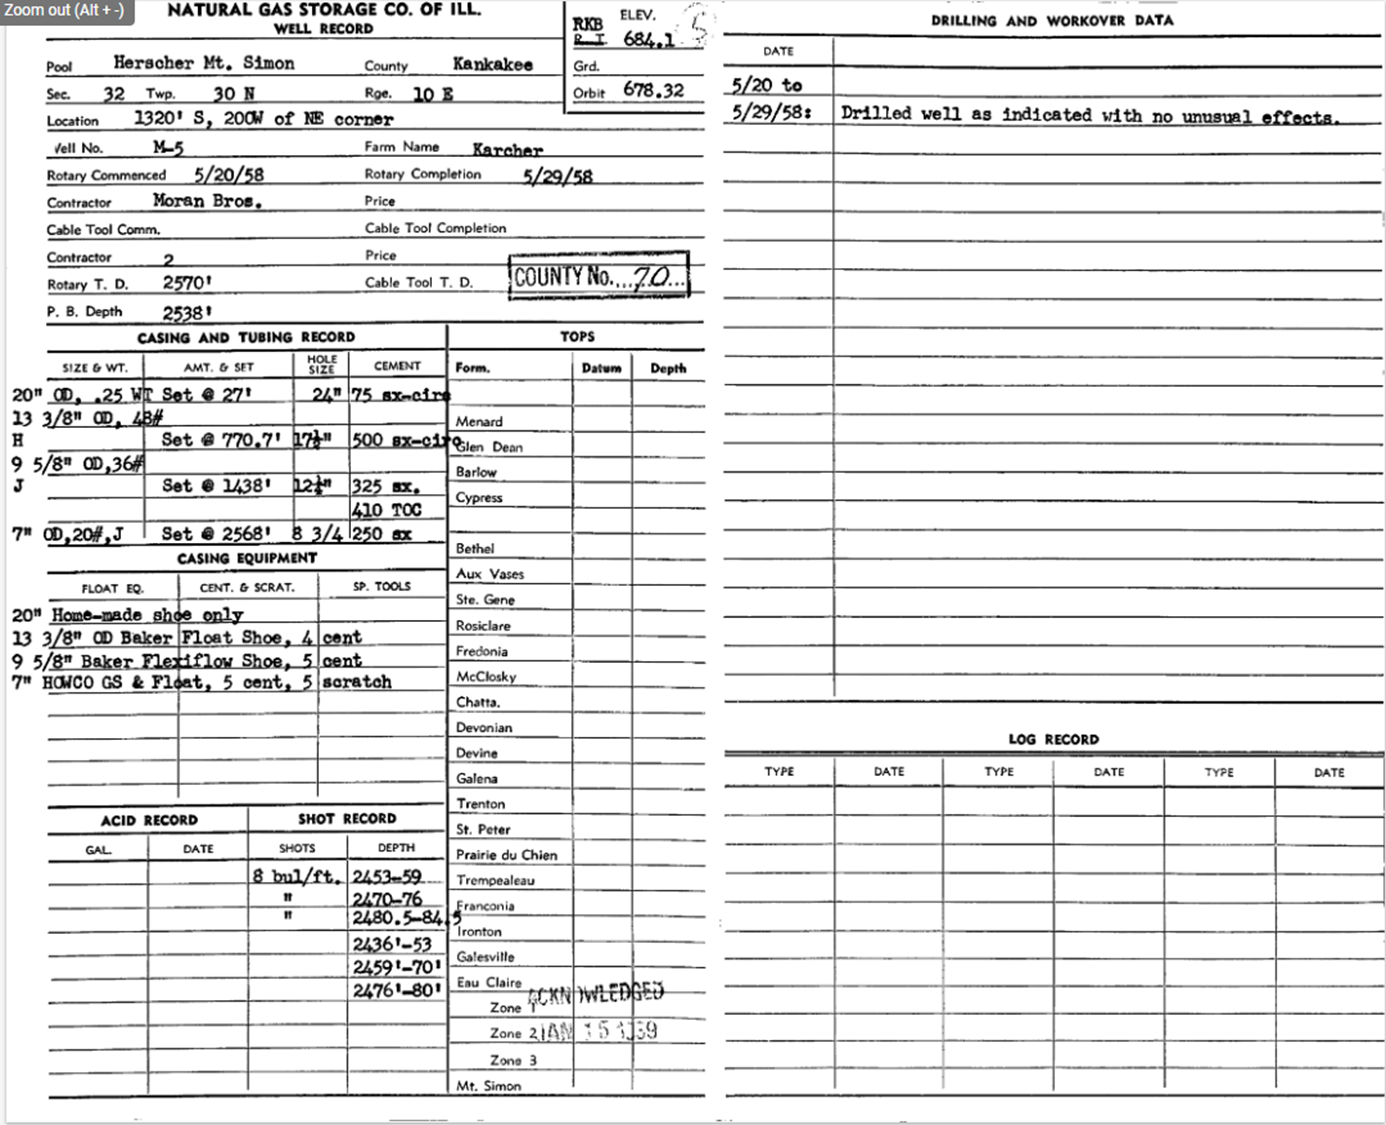 Zoom out (Alt + -)
NATURAL GAS STORAGE CO. OF ILL.
WELL RECORD
RKB ELEV.
R T 684.1
Pool Herscher Mt. Simon County Kankakee Grd.
Sec. 32 Twp. 30 N Rge. 10 E Orbit 678.32
Location 1320' S, 200W of NE corner
Well No. M-5 Farm Name Karcher
Rotary Commenced 5/20/58 Rotary Completion 5/29/58
Contractor Moran Bros. Price
Cable Tool Comm. Cable Tool Completion
Contractor 2 Price
Rotary T. D. 2570' Cable Tool T. D.
COUNTY No. ...70...
P. B. Depth 2538'
CASING AND TUBING RECORD
SIZE & WT. AMT. & SET HOLE SIZE CEMENT
20" OD, .25 WT Set @ 27' 24" 75 sx-circ
13 3/8" OD, 48#
H Set @ 770.7' 17½" 500 sx-circ
9 5/8" OD,36#
J Set @ 1438' 12¼" 325 sx.
410 TOC
7" OD,20#,J Set @ 2568' 8 3/4 250 sx
CASING EQUIPMENT
FLOAT EQ. CENT. & SCRAT. SP. TOOLS
20" Home-made shoe only
13 3/8" OD Baker Float Shoe, 4 cent
9 5/8" Baker Flexiflow Shoe, 5 cent
7" HOWCO GS & Float, 5 cent, 5 scratch
ACID RECORD SHOT RECORD
GAL. DATE SHOTS DEPTH
8 bul/ft. 2453-59
" 2470-76
" 2480.5-84.5
2436'-53
2459'-70'
2476'-80'
TOPS
Form. Datum Depth
Menard
Glen Dean
Barlow
Cypress
Bethel
Aux Vases
Ste. Gene
Rosiclare
Fredonia
McClosky
Chatta.
Devonian
Devine
Galena
Trenton
St. Peter
Prairie du Chien
Trempealeau
Franconia
Ironton
Galesville
Eau Claire
ACKNOWLEDGED
Zone 1
Zone 2 JAN 15
Zone 3
Mt. Simon
DRILLING AND WORKOVER DATA
DATE
5/20 to
5/29/58: Drilled well as indicated with no unusual effects.
LOG RECORD
TYPE DATE TYPE DATE TYPE DATE